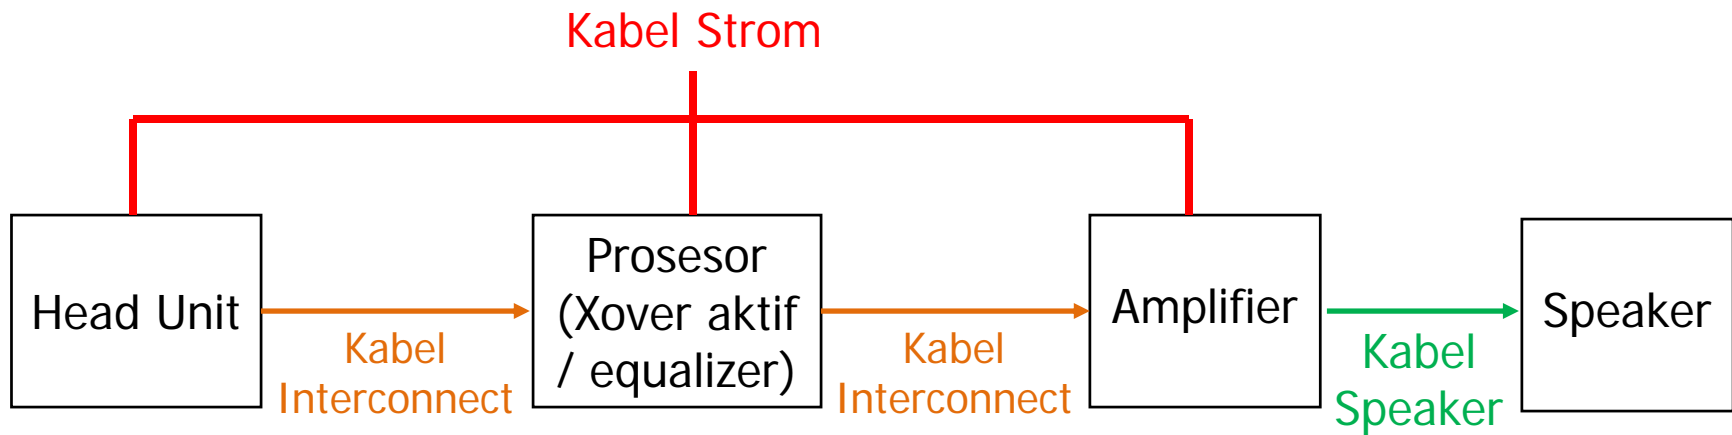 Kabel Strom
Head Unit
Kabel
Interconnect
Prosesor
(Xover aktif
/ equalizer)
Kabel
Interconnect
Amplifier
Kabel
Speaker
Speaker